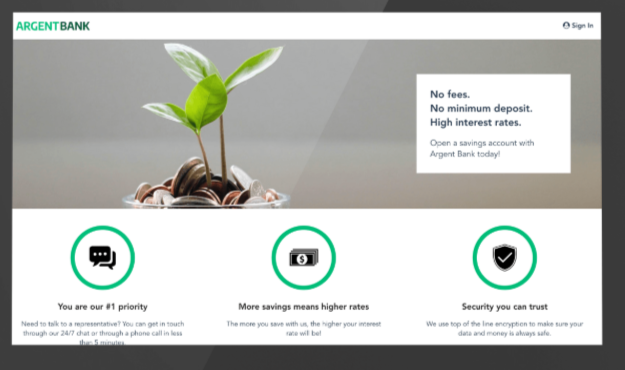 ARGENTBANK
Sign In
No fees.
No minimum deposit.
High interest rates.
Open a savings account with
Argent Bank today!
You are our #1 priority
Need to talk to a representative? You can get in touch
through our 24/7 chat or through a phone call in less
than 5 minutes.
More savings means higher rates
The more you save with us, the higher your interest
rate will be!
Security you can trust
We use top of the line encryption to make sure your
data and money is always safe.